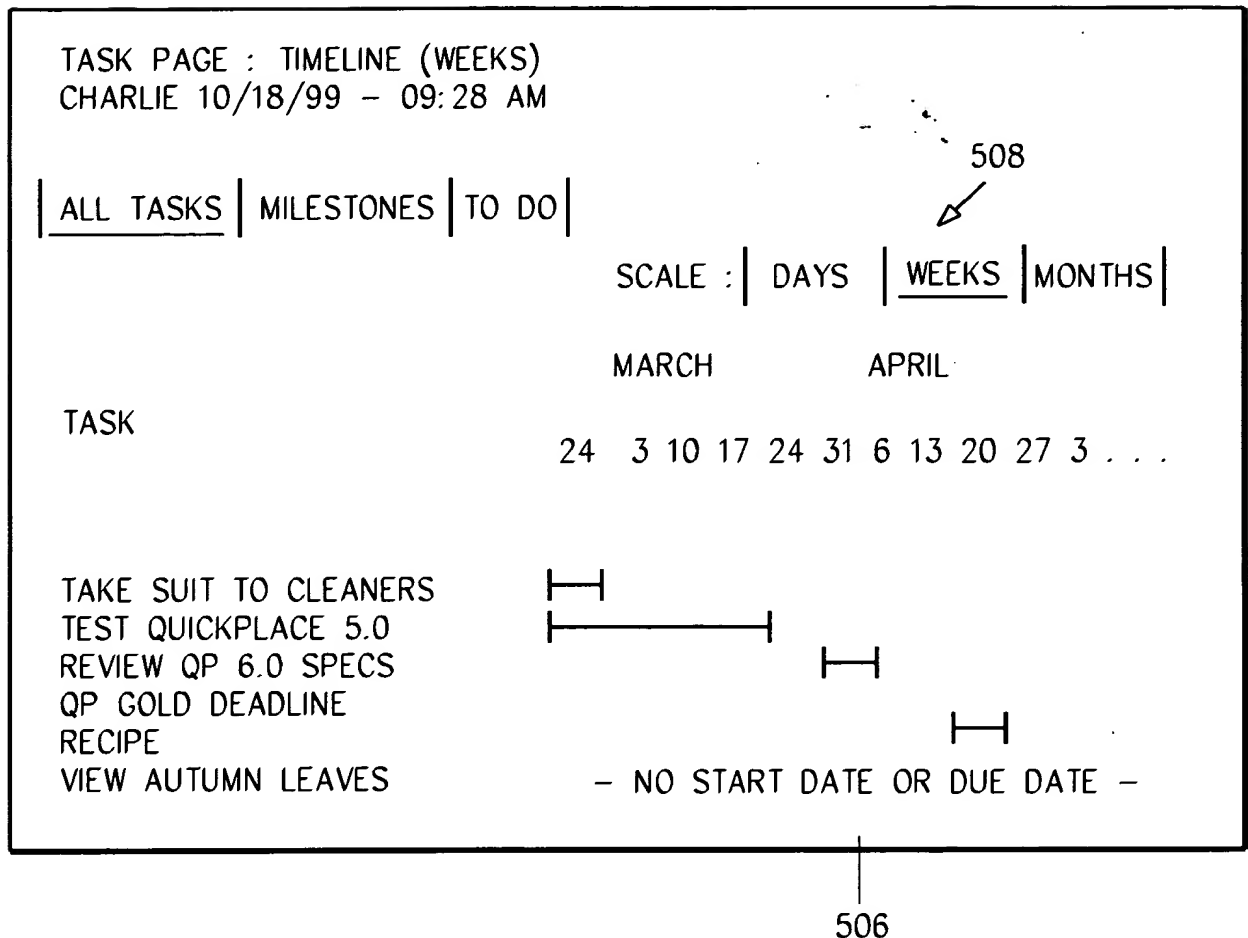 TASK PAGE : TIMELINE (WEEKS)
CHARLIE 10/18/99 – 09:28 AM
508
ALL TASKS | MILESTONES | TO DO
SCALE : | DAYS | WEEKS | MONTHS
MARCH APRIL
TASK
24 3 10 17 24 31 6 13 20 27 3 . . .
TAKE SUIT TO CLEANERS
TEST QUICKPLACE 5.0
REVIEW QP 6.0 SPECS
QP GOLD DEADLINE
RECIPE
VIEW AUTUMN LEAVES – NO START DATE OR DUE DATE –
506